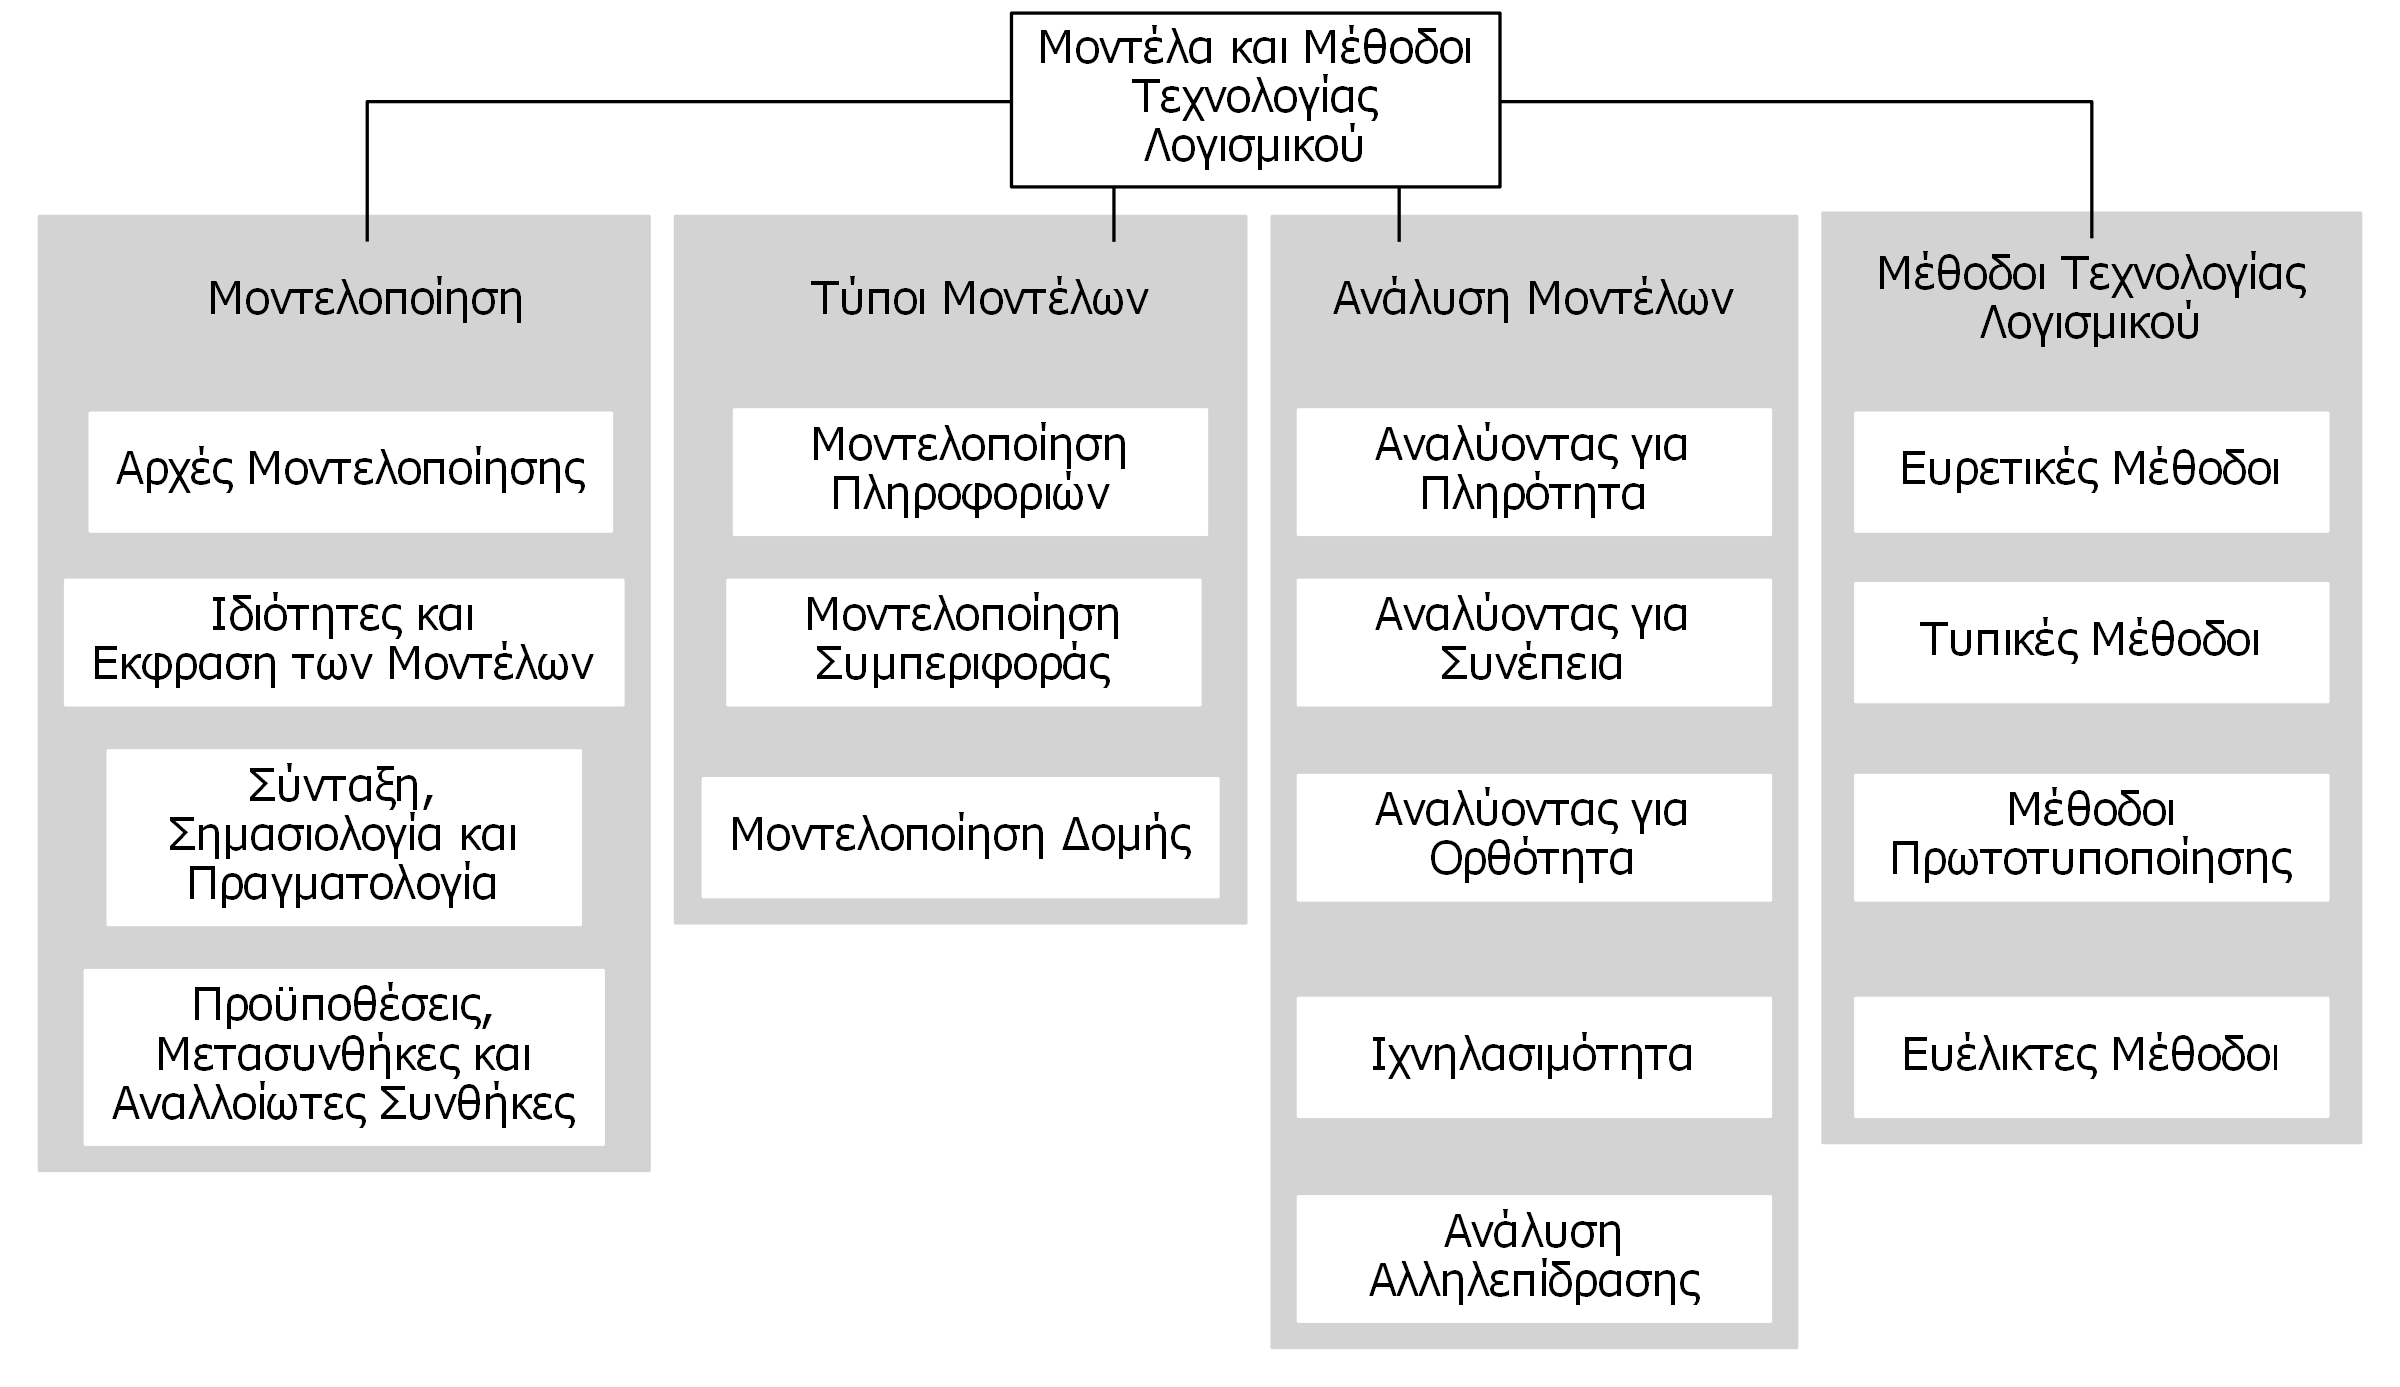 Μοντέλα και Μέθοδοι
Τεχνολογίας
Λογισμικού
Μοντελοποίηση
Αρχές Μοντελοποίησης
Ιδιότητες και
Εκφραση των Μοντέλων
Σύνταξη,
Σημασιολογία και
Πραγματολογία
Προϋποθέσεις,
Μετασυνθήκες και
Αναλλοίωτες Συνθήκες
Τύποι Μοντέλων
Μοντελοποίηση
Πληροφοριών
Μοντελοποίηση
Συμπεριφοράς
Μοντελοποίηση Δομής
Ανάλυση Μοντέλων
Αναλύοντας για
Πληρότητα
Αναλύοντας για
Συνέπεια
Αναλύοντας για
Ορθότητα
Ιχνηλασιμότητα
Ανάλυση
Αλληλεπίδρασης
Μέθοδοι Τεχνολογίας
Λογισμικού
Ευρετικές Μέθοδοι
Τυπικές Μέθοδοι
Μέθοδοι
Πρωτοτυποποίησης
Ευέλικτες Μέθοδοι